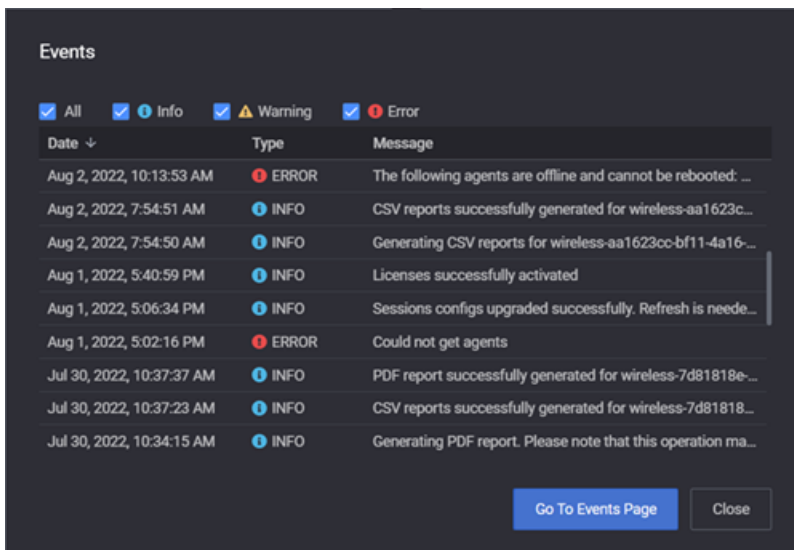 Events
All Info Warning Error
Date ↓ Type Message
Aug 2, 2022, 10:13:53 AM ERROR The following agents are offline and cannot be rebooted: ...
Aug 2, 2022, 7:54:51 AM INFO CSV reports successfully generated for wireless-aa1623c...
Aug 2, 2022, 7:54:50 AM INFO Generating CSV reports for wireless-aa1623cc-bf11-4a16-...
Aug 1, 2022, 5:40:59 PM INFO Licenses successfully activated
Aug 1, 2022, 5:06:34 PM INFO Sessions configs upgraded successfully. Refresh is neede...
Aug 1, 2022, 5:02:16 PM ERROR Could not get agents
Jul 30, 2022, 10:37:37 AM INFO PDF report successfully generated for wireless-7d81818e-...
Jul 30, 2022, 10:37:23 AM INFO CSV reports successfully generated for wireless-7d81818...
Jul 30, 2022, 10:34:15 AM INFO Generating PDF report. Please note that this operation ma...
Go To Events Page Close